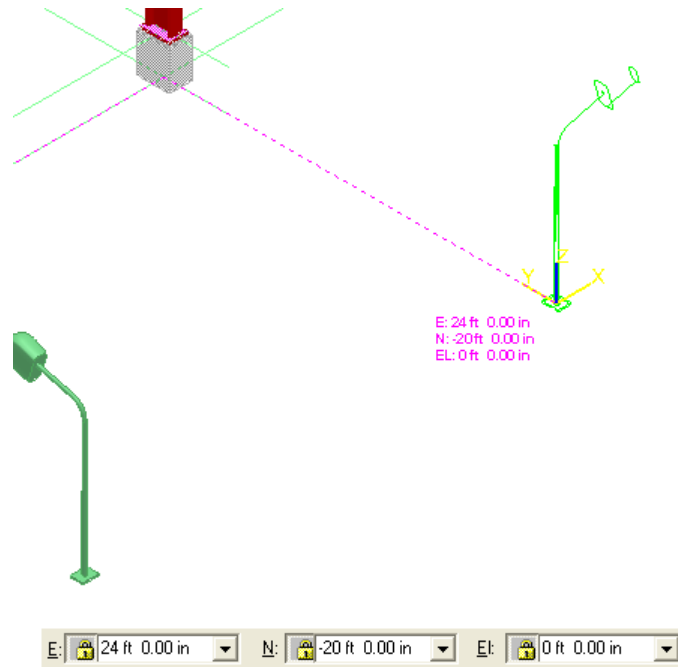 Y Z X
E: 24 ft 0.00 in
N: -20 ft 0.00 in
EL: 0 ft 0.00 in
E: 24 ft 0.00 in N: -20 ft 0.00 in El: 0 ft 0.00 in